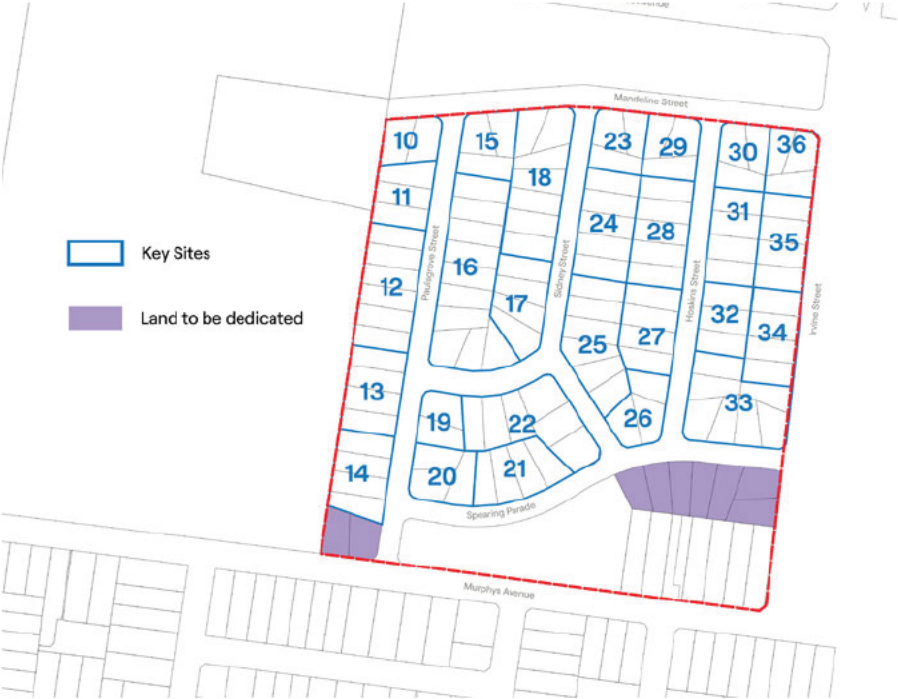 Avenue
Mandeline Street
10
15
23
29
30
36
11
18
31
24
28
35
Key Sites
Paulsgrove Street
16
Sidney Street
Hoskins Street
12
17
Land to be dedicated
32
Irvine Street
34
25
27
13
33
19
22
26
14
20
21
Spearing Parade
Murphys Avenue